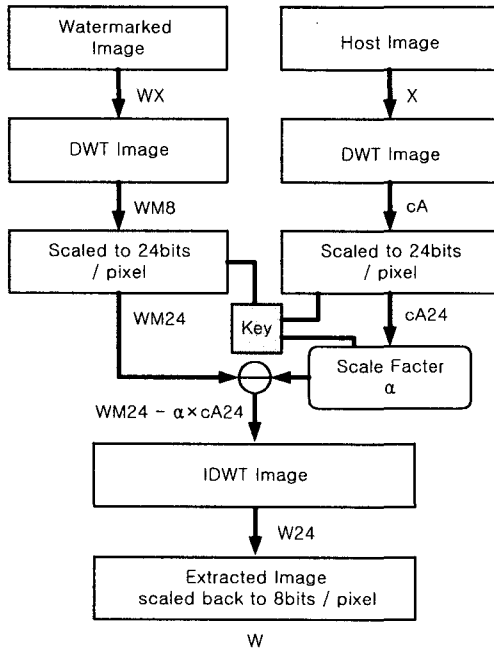 Watermarked
Image
Host Image
WX
X
DWT Image
DWT Image
WM8
cA
Scaled to 24bits
/ pixel
Scaled to 24bits
/ pixel
WM24
Key
cA24
Scale Facter
α
WM24 - α×cA24
IDWT Image
W24
Extracted Image
scaled back to 8bits / pixel
W